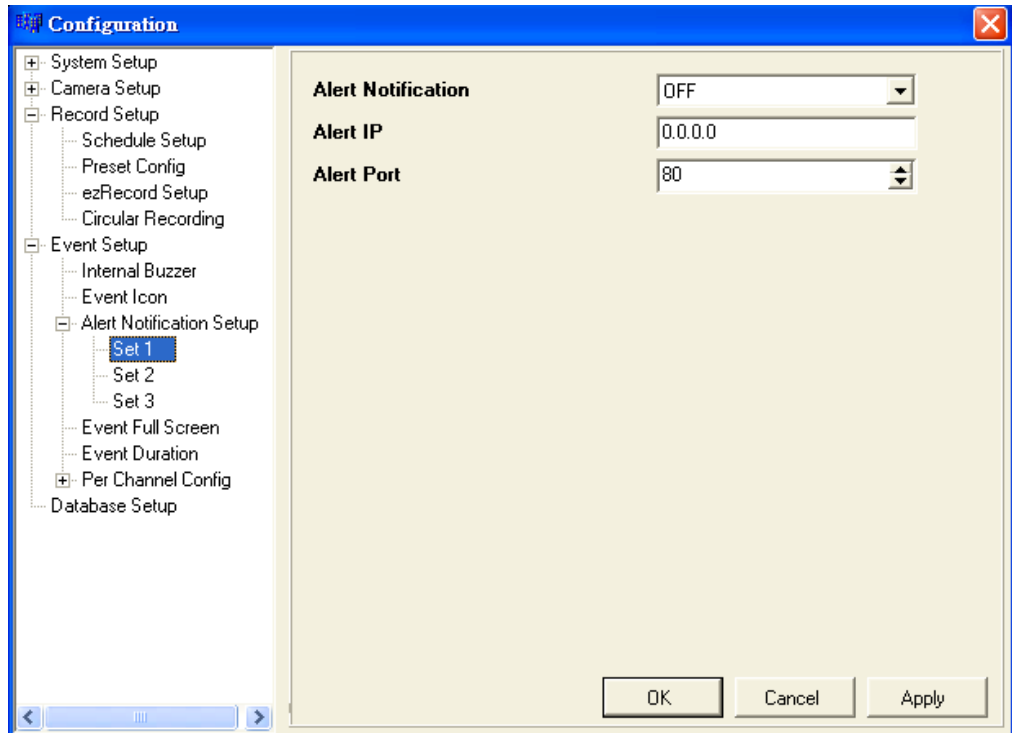 Configuration
System Setup
Camera Setup
Record Setup
Schedule Setup
Preset Config
ezRecord Setup
Circular Recording
Event Setup
Internal Buzzer
Event Icon
Alert Notification Setup
Set 1
Set 2
Set 3
Event Full Screen
Event Duration
Per Channel Config
Database Setup
Alert Notification OFF
Alert IP 0.0.0.0
Alert Port 80
OK Cancel Apply